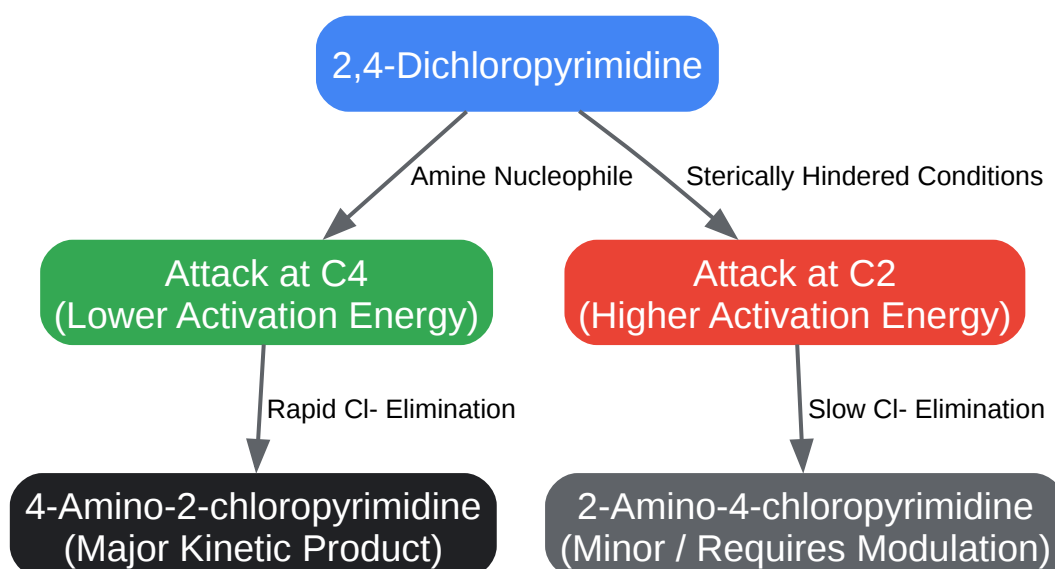 2,4-Dichloropyrimidine
Amine Nucleophile
Sterically Hindered Conditions
Attack at C4
(Lower Activation Energy)
Attack at C2
(Higher Activation Energy)
Rapid Cl- Elimination
Slow Cl- Elimination
4-Amino-2-chloropyrimidine
(Major Kinetic Product)
2-Amino-4-chloropyrimidine
(Minor / Requires Modulation)